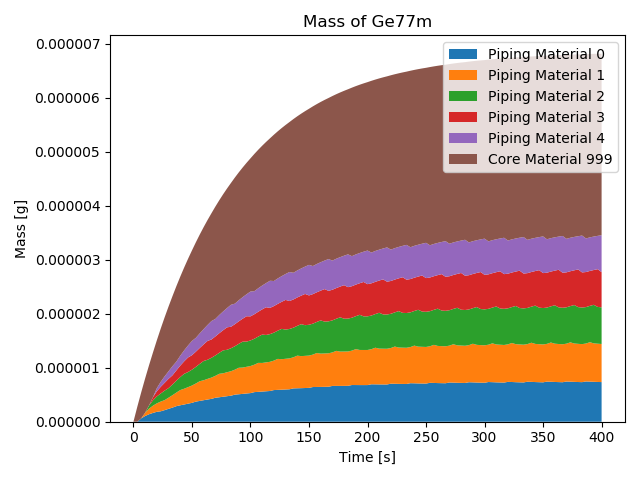 Mass of Ge77m
0.000007
0.000006
0.000005
0.000004
0.000003
0.000002
0.000001
0.000000
Mass [g]
Piping Material 0
Piping Material 1
Piping Material 2
Piping Material 3
Piping Material 4
Core Material 999
0 50 100 150 200 250 300 350 400
Time [s]